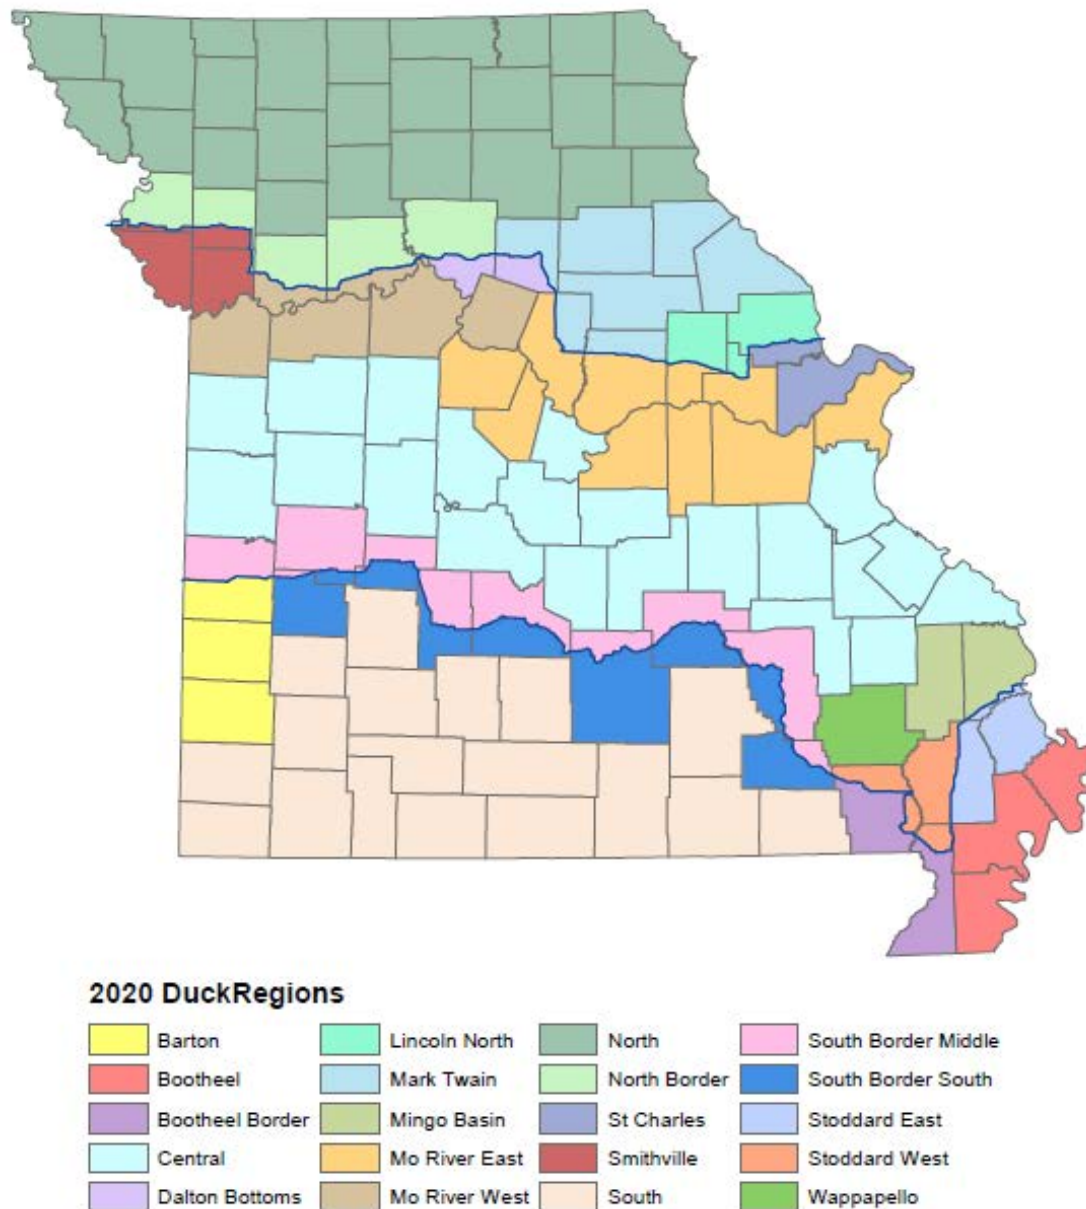 2020 DuckRegions
Barton
Bootheel
Bootheel Border
Central
Dalton Bottoms
Lincoln North
Mark Twain
Mingo Basin
Mo River East
Mo River West
North
North Border
St Charles
Smithville
South
South Border Middle
South Border South
Stoddard East
Stoddard West
Wappapello